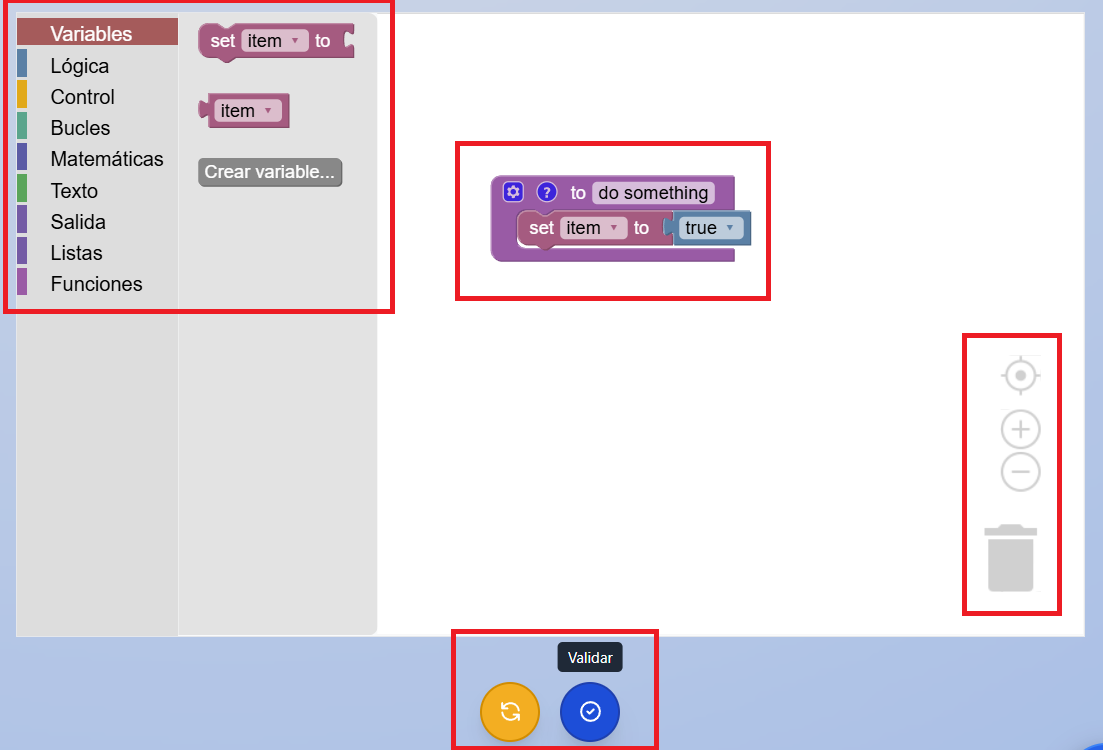 Variables
Lógica
Control
Bucles
Matemáticas
Texto
Salida
Listas
Funciones
set item to
item
Crear variable...
? to do something
set item to true
Validar